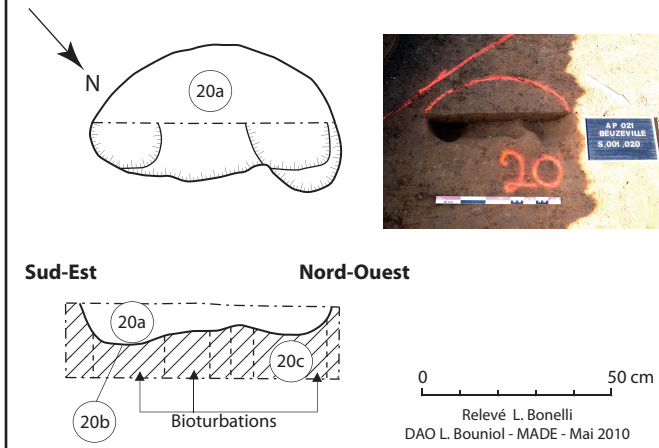 N
20a
AP 021
BEUZEVILLE
S.001.020
20
Sud-Est
Nord-Ouest
20a
20c
20b
Bioturbations
0
50 cm
Relevé L. Bonelli
DAO L. Bouniol - MADE - Mai 2010